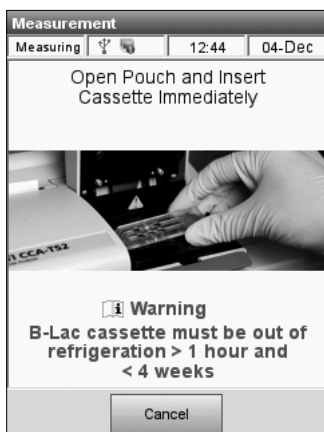 Measurement
Measuring 12:44 04-Dec
Open Pouch and Insert
Cassette Immediately
CCA-TS2
Warning
B-Lac cassette must be out of
refrigeration > 1 hour and
< 4 weeks
Cancel